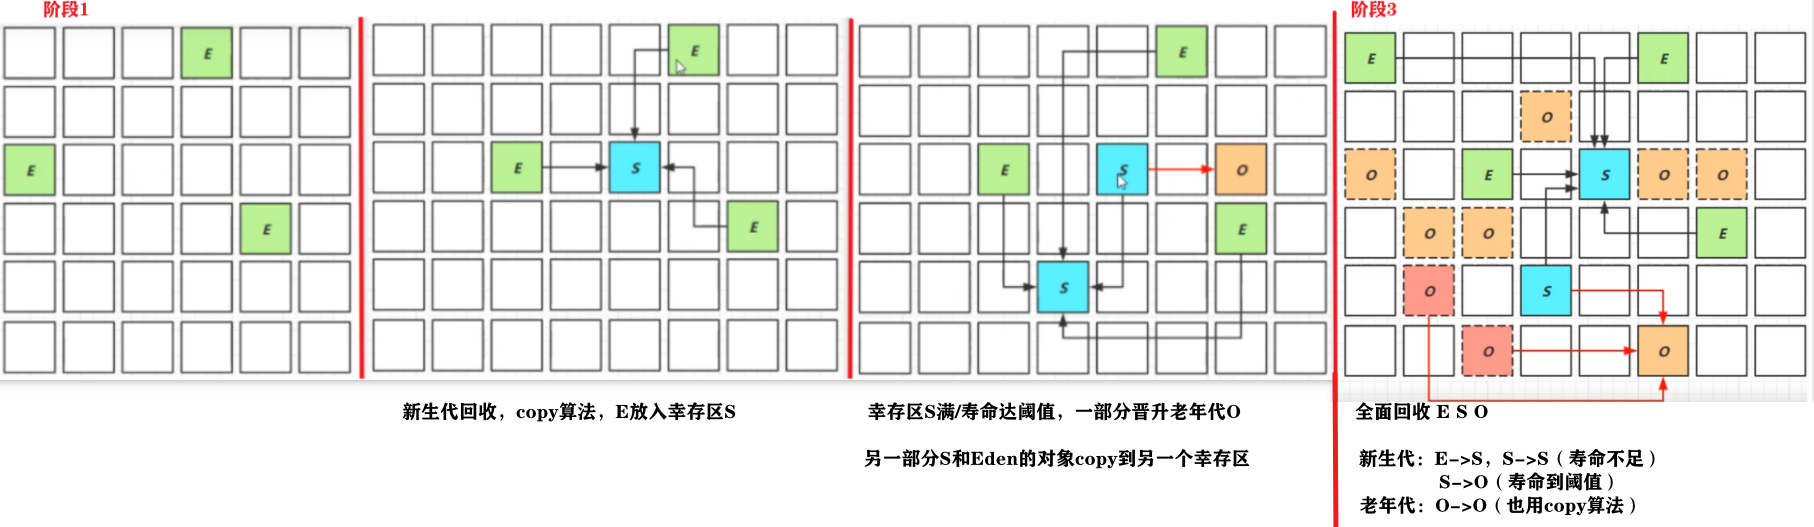 阶段1
E
E
E
E
E
S
E
E
E
S
O
E
S
阶段3
E
E
O
O
E
S
O
O
O
O
E
O
S
O
O
新生代回收，copy算法，E放入幸存区S
幸存区S满/寿命达阈值，一部分晋升老年代O
另一部分S和Eden的对象copy到另一个幸存区
全面回收 E S O
新生代：E->S，S->S（寿命不足）
S->O（寿命到阈值）
老年代：O->O（也用copy算法）